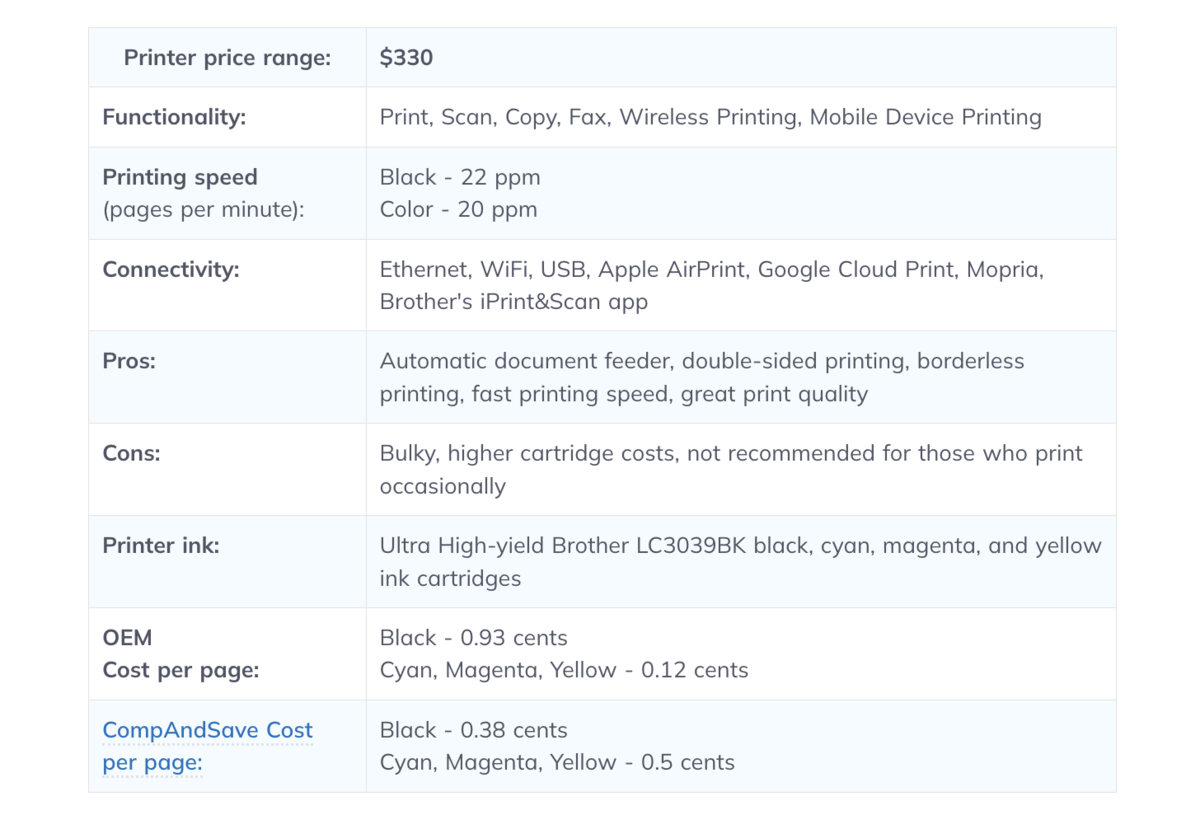 Printer price range: $330
Functionality: Print, Scan, Copy, Fax, Wireless Printing, Mobile Device Printing
Printing speed
(pages per minute):
Black - 22 ppm
Color - 20 ppm
Connectivity: Ethernet, WiFi, USB, Apple AirPrint, Google Cloud Print, Mopria,
Brother's iPrint&Scan app
Pros: Automatic document feeder, double-sided printing, borderless
printing, fast printing speed, great print quality
Cons: Bulky, higher cartridge costs, not recommended for those who print
occasionally
Printer ink: Ultra High-yield Brother LC3039BK black, cyan, magenta, and yellow
ink cartridges
OEM
Cost per page:
Black - 0.93 cents
Cyan, Magenta, Yellow - 0.12 cents
CompAndSave Cost
per page:
Black - 0.38 cents
Cyan, Magenta, Yellow - 0.5 cents